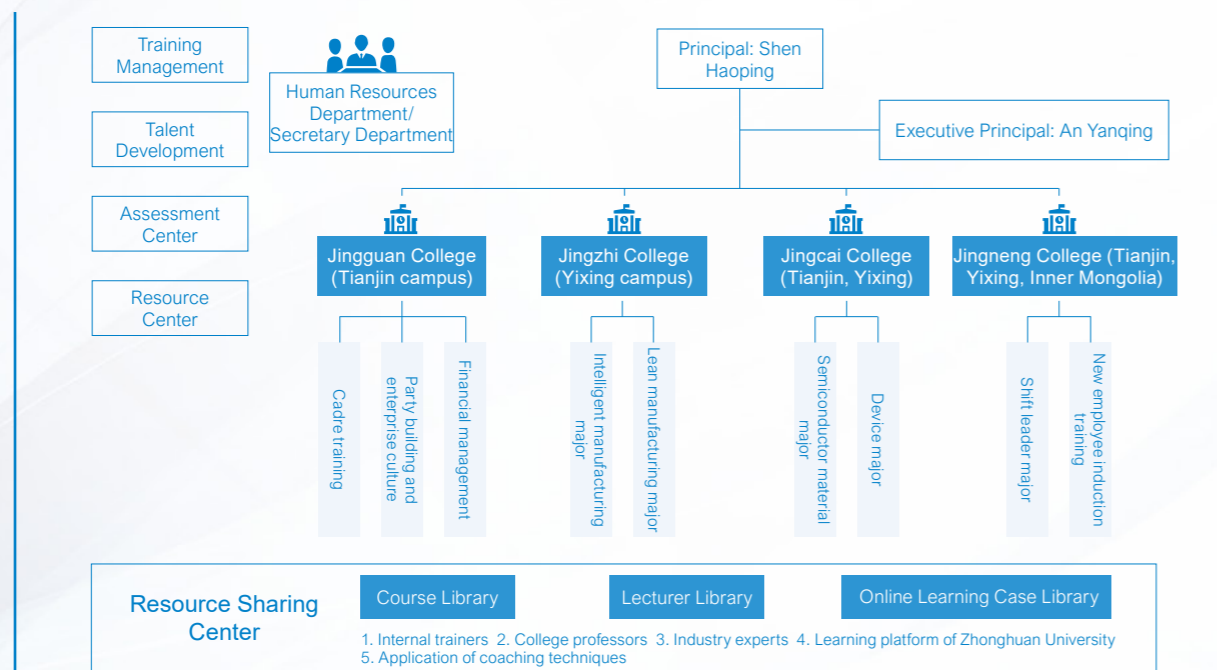 Training
Management
Talent
Development
Assessment
Center
Resource
Center
Human Resources
Department/
Secretary Department
Principal: Shen
Haoping
Executive Principal: An Yanqing
Jingguan College
(Tianjin campus)
Jingzhi College
(Yixing campus)
Jingcai College
(Tianjin, Yixing)
Jingneng College (Tianjin,
Yixing, Inner Mongolia)
Cadre training
Party building and
enterprise culture
Financial management
Intelligent manufacturing
major
Lean manufacturing major
Semiconductor material
major
Device major
Shift leader major
New employee induction
training
Resource Sharing
Center
Course Library
Lecturer Library
Online Learning Case Library
1. Internal trainers 2. College professors 3. Industry experts 4. Learning platform of Zhonghuan University
5. Application of coaching techniques